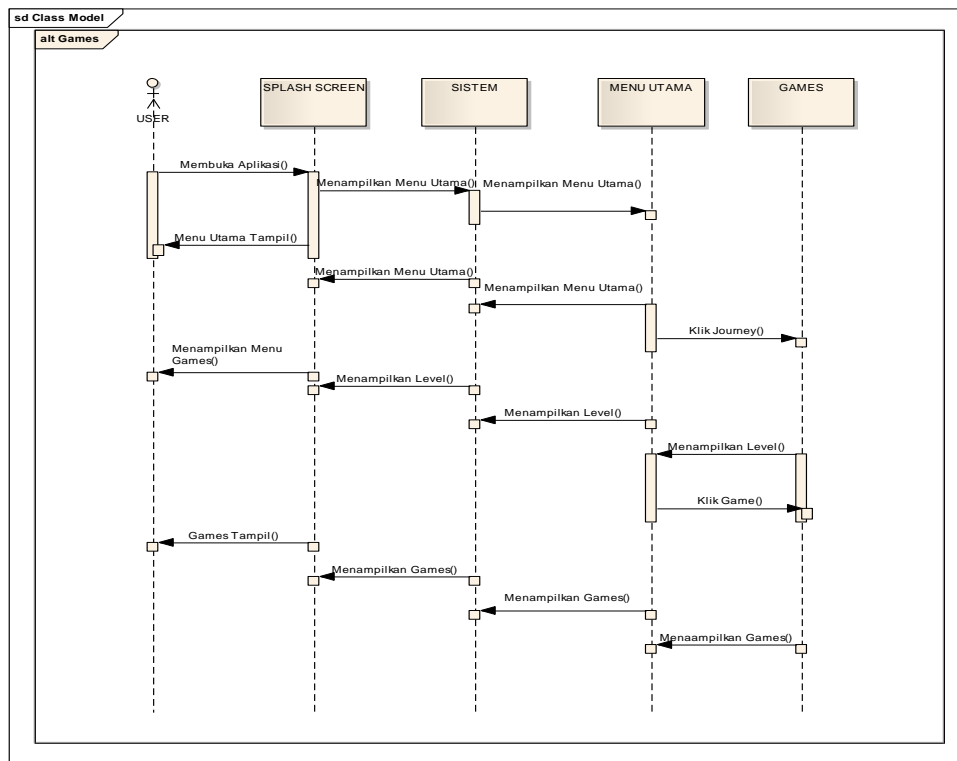 sd Class Model
alt Games
USER
SPLASH SCREEN
SISTEM
MENU UTAMA
GAMES
Membuka Aplikasi()
Menampilkan Menu Utama()
Menampilkan Menu Utama()
Menu Utama Tampil()
Menampilkan Menu Utama()
Menampilkan Menu Utama()
Klik Journey()
Menampilkan Menu
Games()
Menampilkan Level()
Menampilkan Level()
Menampilkan Level()
Klik Game()
Games Tampil()
Menampilkan Games()
Menampilkan Games()
Menaampilkan Games()